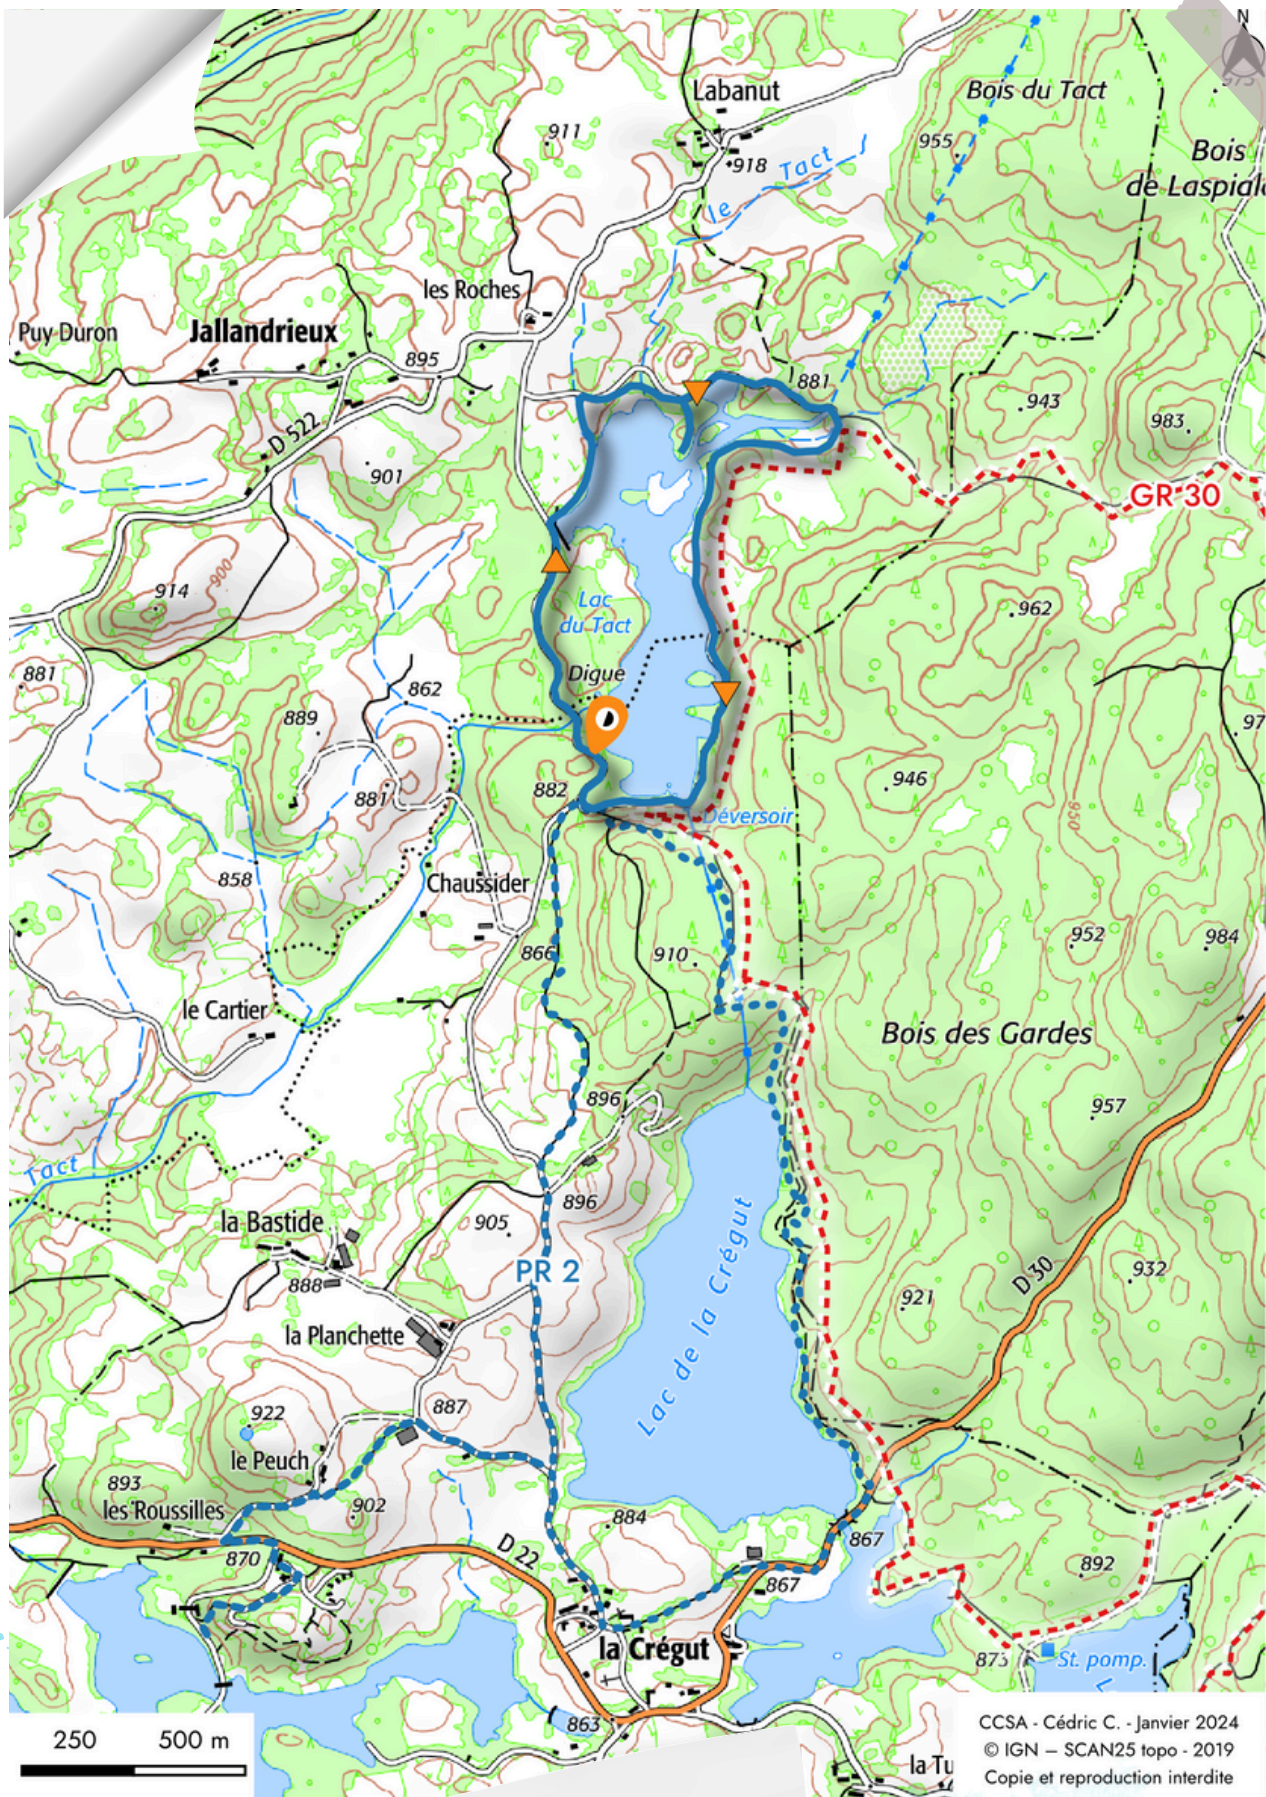 N
975
Labanut
Bois du Tact
911
955
918
Tact
le
Bois
de Laspiale
les Roches
Puy Duron
Jallandrieux
895
881
943
983
D 522
901
GR 30
900
914
Lac
du Tact
962
881
Digue
862
889
97
946
882
881
950
Déversoir
858
Chaussider
952
984
866
910
le Cartier
Bois des Gardes
896
957
Tact
896
la Bastide
905
PR 2
Lac de la Crégut
888
D 30
932
921
la Planchette
922
887
le Peuch
893
les Roussilles
902
884
867
D 22
870
892
867
la Crégut
873
St. pomp.
L
863
250 500 m
la Tu
CCSA - Cédric C. - Janvier 2024
© IGN – SCAN25 topo - 2019
Copie et reproduction interdite